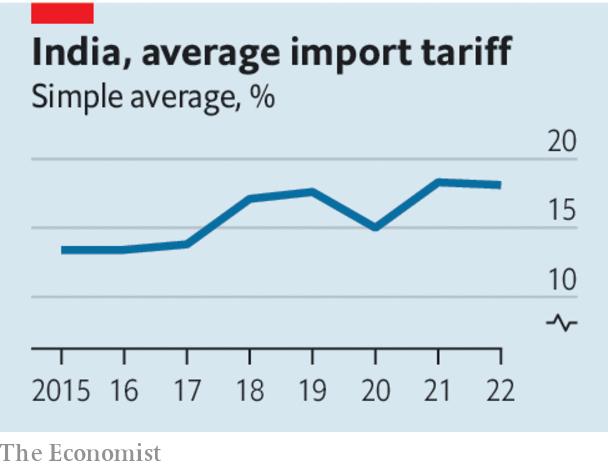 India, average import tariff
Simple average, %
20
15
10
2015 16 17 18 19 20 21 22
The Economist